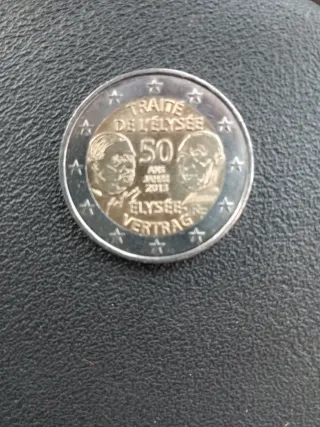 TRAITÉ
DE L'ÉLYSÉE
50
ANS
JAHRE
2013
ÉLYSÉE-
VERTRAG